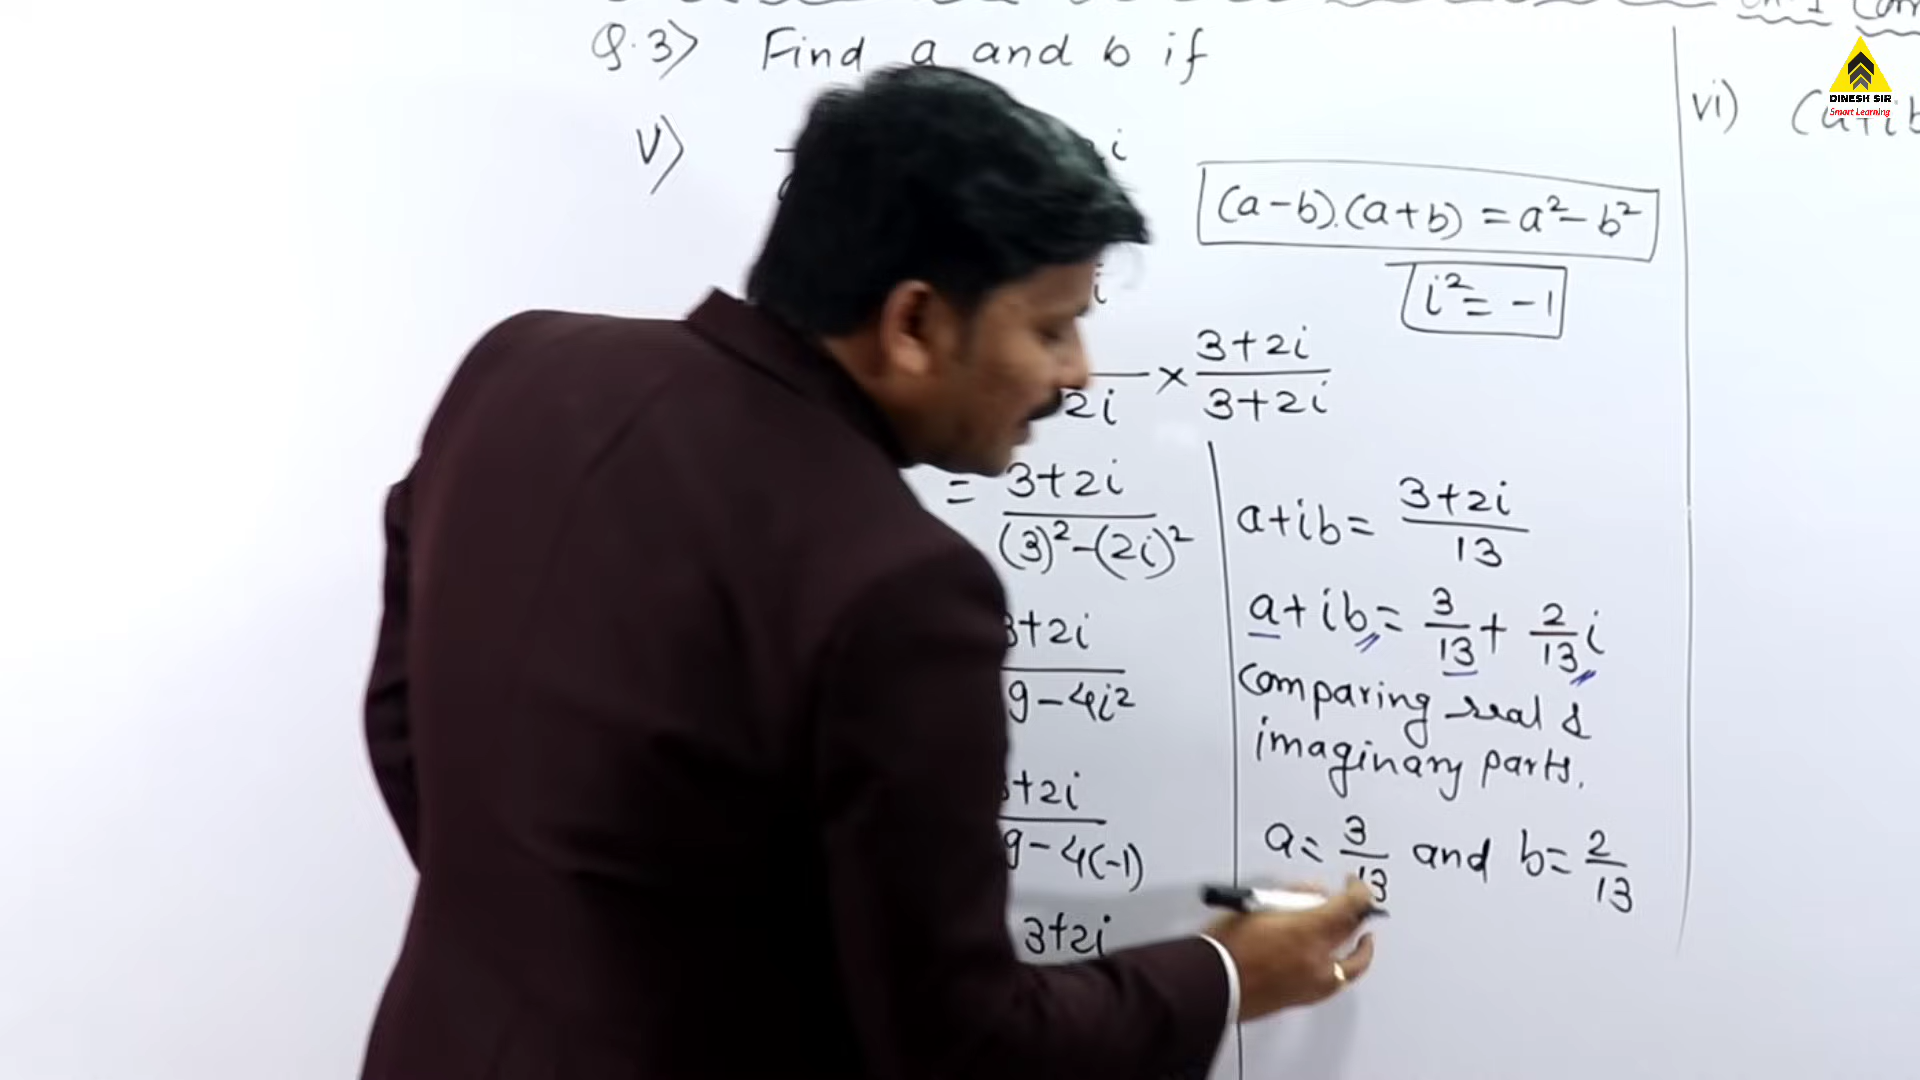 Q.3> Find a and b if
V>
i
(a-b).(a+b) = a²-b²
i² = -1
i
× 3+2i / 3+2i
2i
= 3+2i / (3)²-(2i)²
3+2i / 9-4i²
+2i / 9-4(-1)
3+2i
a+ib = 3+2i / 13
a+ib = 3/13 + 2/13 i
comparing real &
imaginary parts.
a = 3/13 and b = 2/13
vi) (a+ib
DINESH SIR
Smart Learning